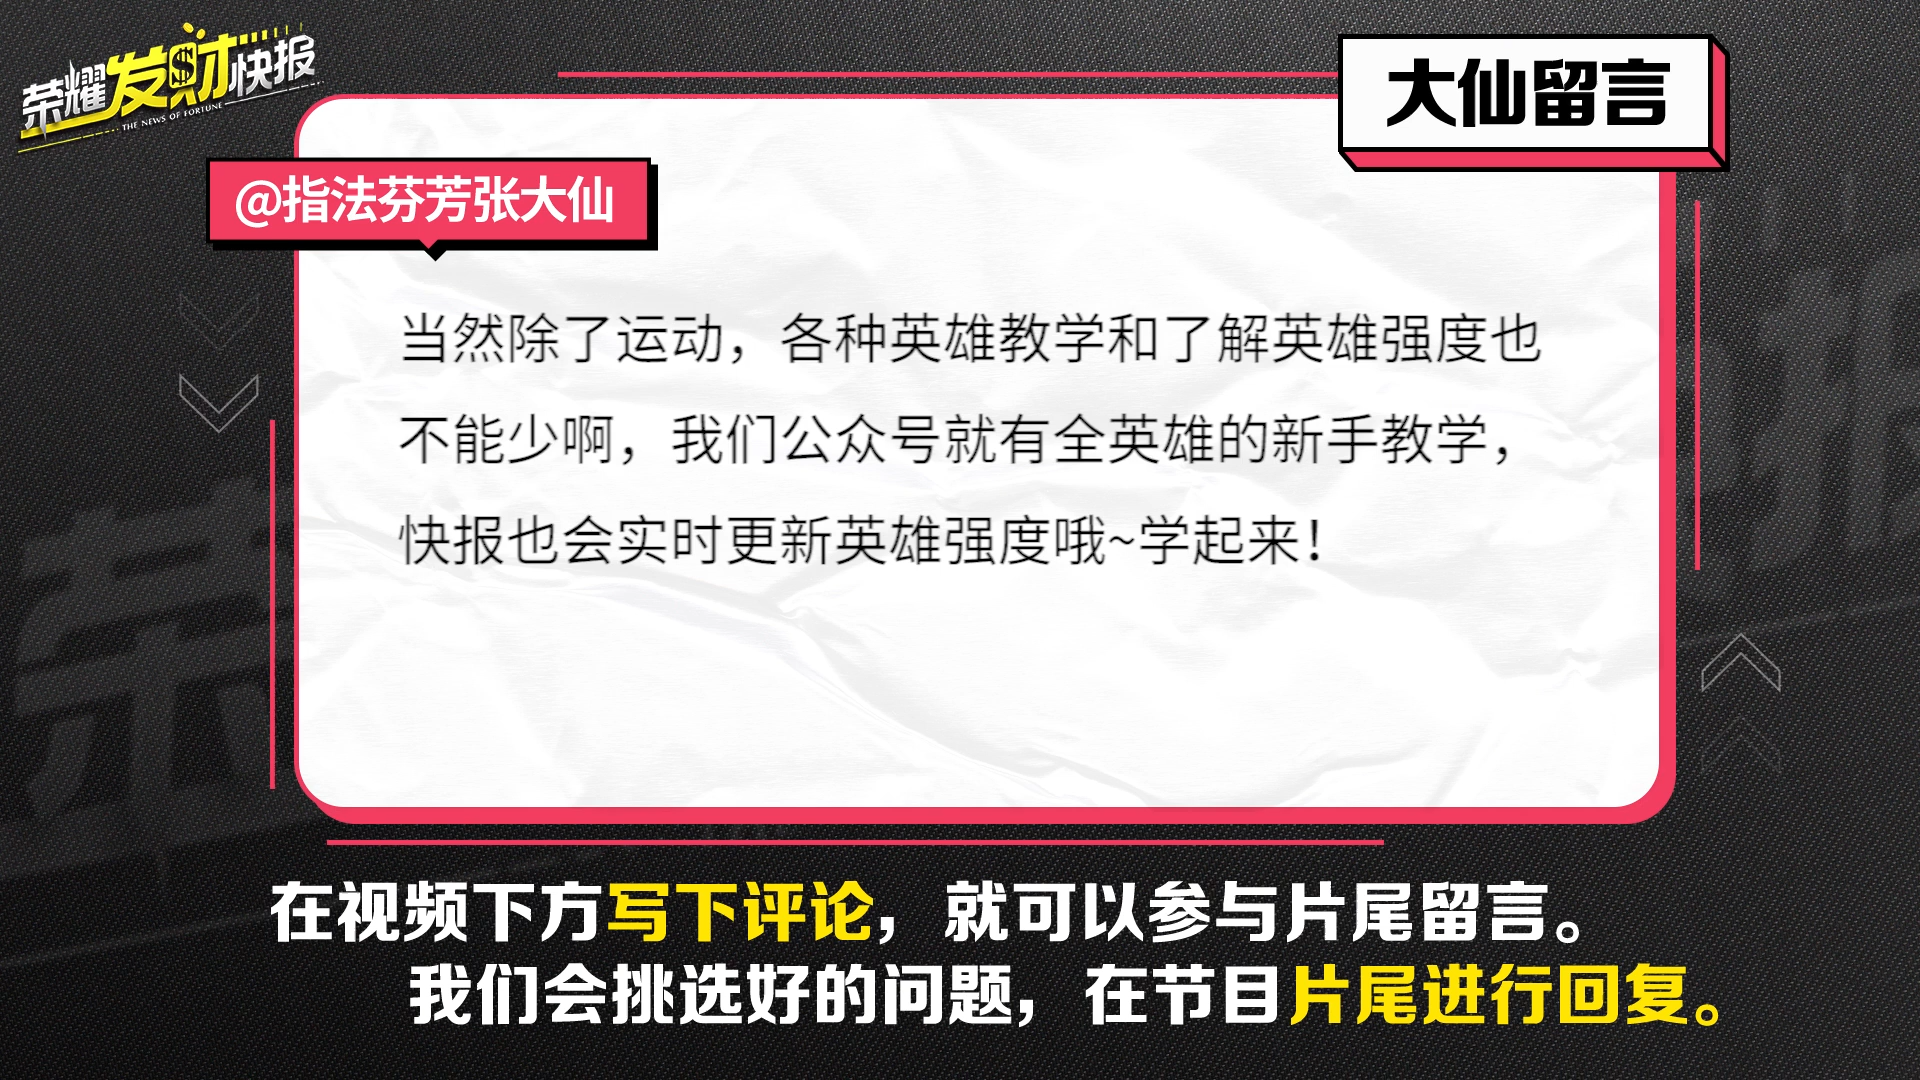 荣耀发财快报
THE NEWS OF FORTUNE
大仙留言
@指法芬芳张大仙
当然除了运动，各种英雄教学和了解英雄强度也
不能少啊，我们公众号就有全英雄的新手教学，
快报也会实时更新英雄强度哦~学起来！
在视频下方写下评论，就可以参与片尾留言。
我们会挑选好的问题，在节目片尾进行回复。